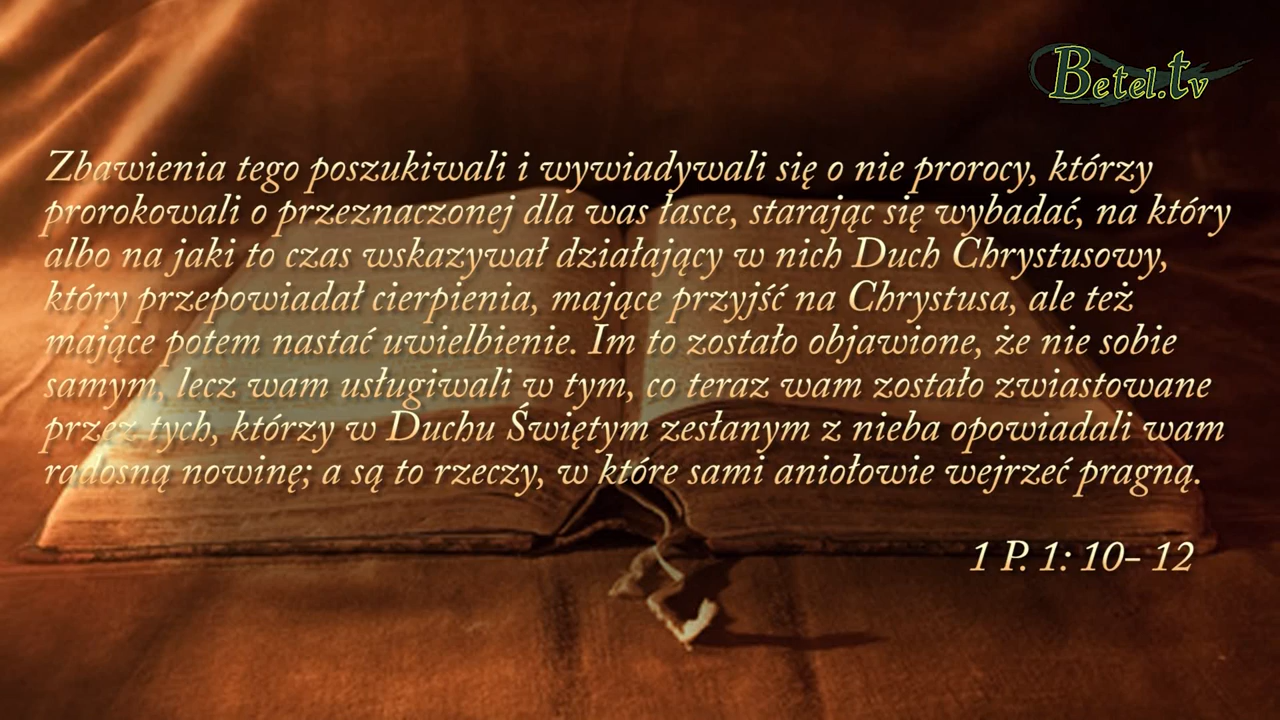 Betel.tv
Zbawienia tego poszukiwali i wywiadywali się o nie prorocy, którzy
prorokowali o przeznaczonej dla was łasce, starając się wybadać, na który
albo na jaki to czas wskazywał działający w nich Duch Chrystusowy,
który przepowiadał cierpienia, mające przyjść na Chrystusa, ale też
mające potem nastać uwielbienie. Im to zostało objawione, że nie sobie
samym, lecz wam usługiwali w tym, co teraz wam zostało zwiastowane
przez tych, którzy w Duchu Świętym zesłanym z nieba opowiadali wam
radosną nowinę; a są to rzeczy, w które sami aniołowie wejrzeć pragną.
1 P. 1: 10- 12